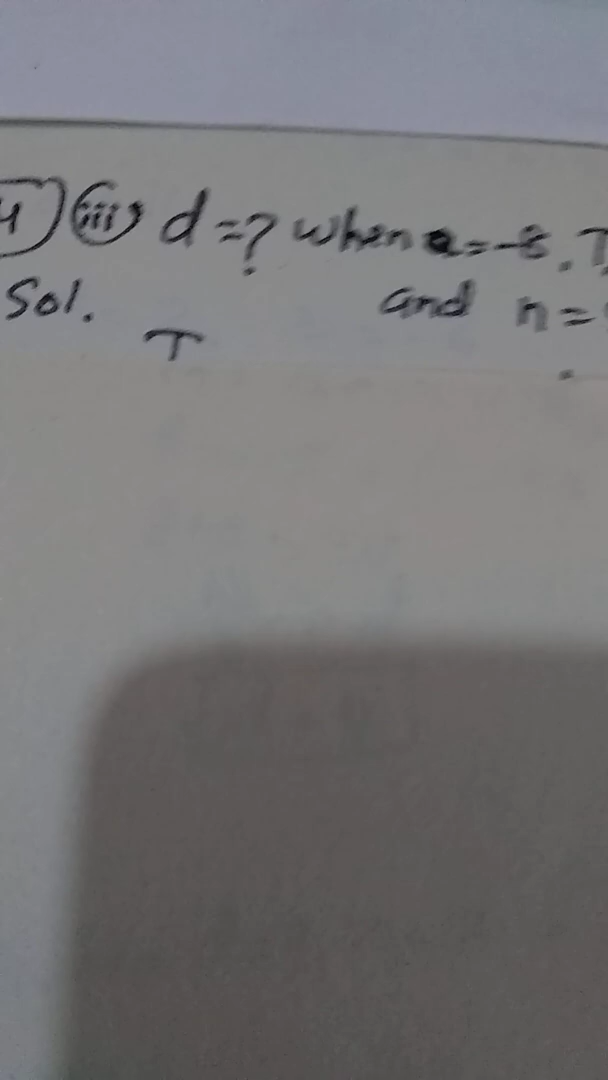 4 (iii) d=? when a=-8. T
Sol. and n=
T